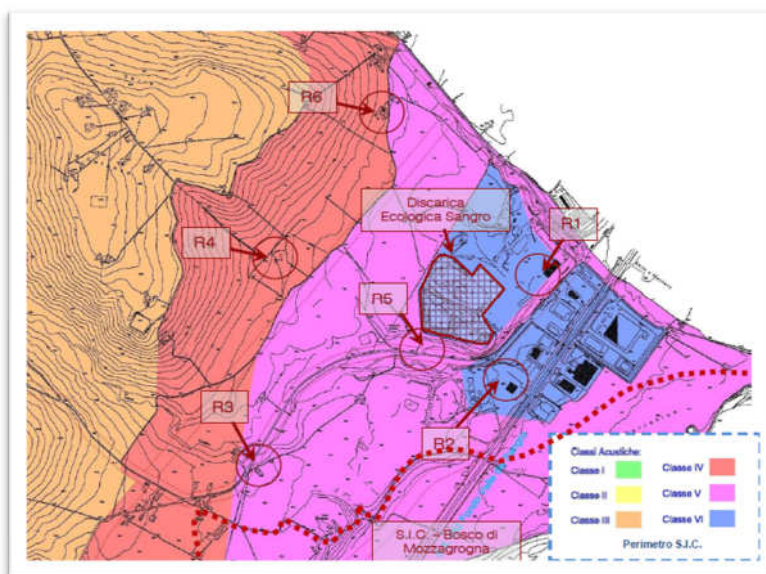 R6
Discarica
Ecologica Sangro
R1
R4
R5
R3
R2
S.I.C. – Bosco di
Mozzagrogna
Classi Acustiche:
Classe I
Classe II
Classe III
Classe IV
Classe V
Classe VI
Perimetro S.I.C.